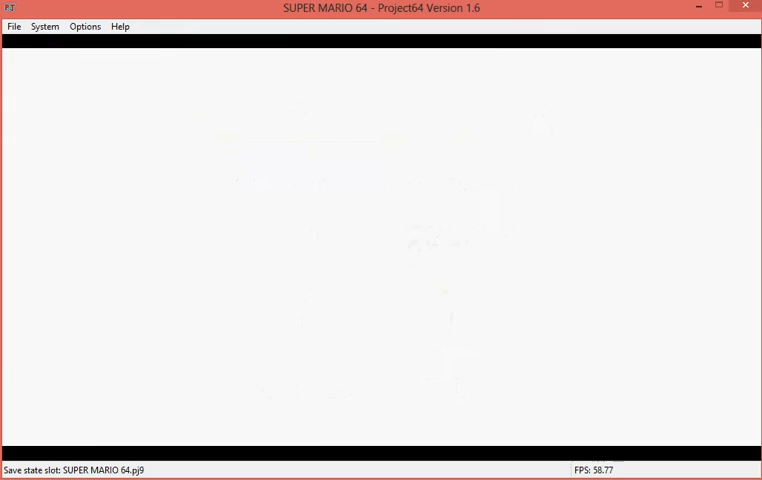 PJ SUPER MARIO 64 - Project64 Version 1.6
File System Options Help
Save state slot: SUPER MARIO 64.pj9 FPS: 58.77